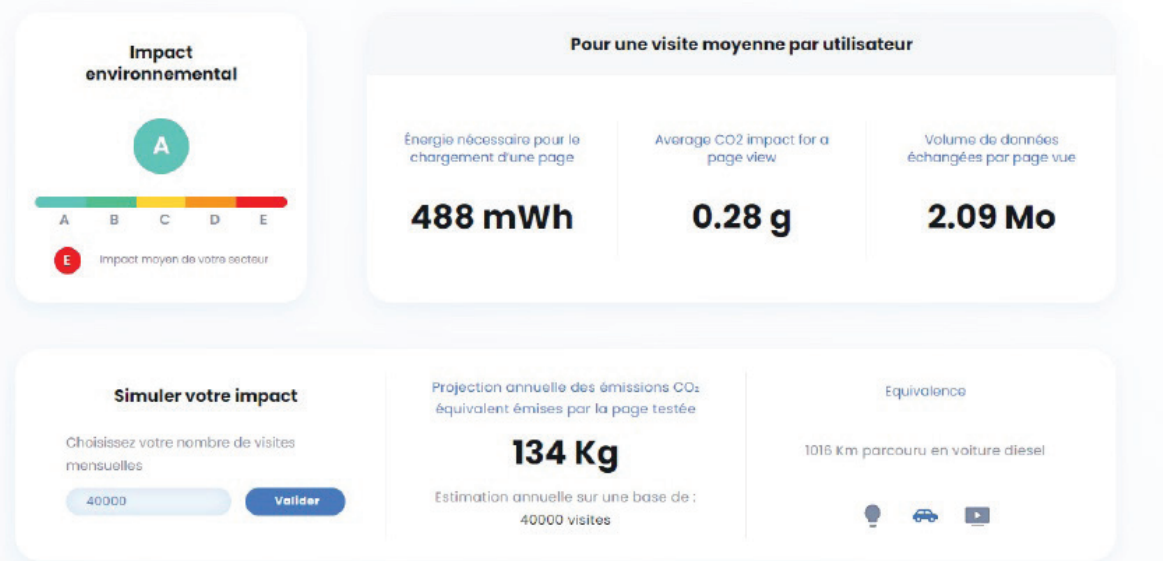 Impact
environnemental
A
A B C D E
E Impact moyen de votre secteur
Pour une visite moyenne par utilisateur
Énergie nécessaire pour le
chargement d'une page
488 mWh
Average CO2 impact for a
page view
0.28 g
Volume de données
échangées par page vue
2.09 Mo
Simuler votre impact
Choisissez votre nombre de visites
mensuelles
40000 Valider
Projection annuelle des émissions CO₂
équivalent émises par la page testée
134 Kg
Estimation annuelle sur une base de :
40000 visites
Equivalence
1016 Km parcouru en voiture diesel